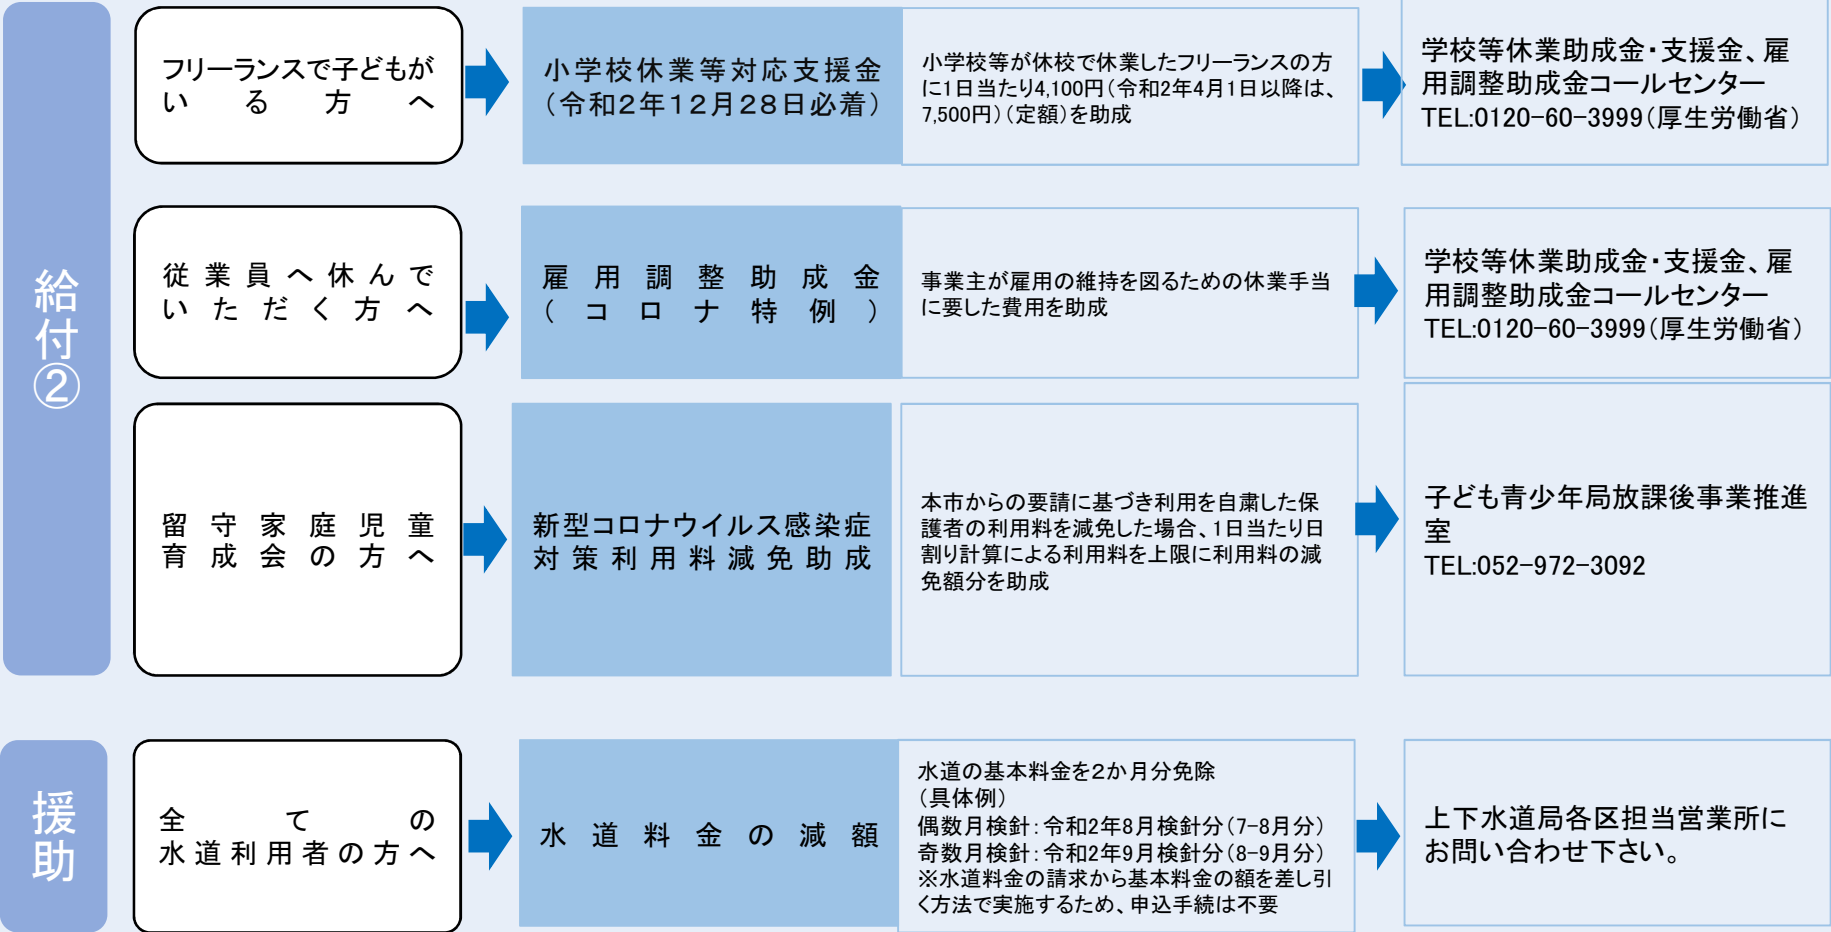 給付②
フリーランスで子どもが
いる方へ
小学校休業等対応支援金
（令和2年12月28日必着）
小学校等が休校で休業したフリーランスの方
に1日当たり4,100円（令和2年4月1日以降は、
7,500円）（定額）を助成
学校等休業助成金・支援金、雇
用調整助成金コールセンター
TEL:0120-60-3999（厚生労働省）
従業員へ休んで
いただく方へ
雇用調整助成金
（コロナ特例）
事業主が雇用の維持を図るための休業手当
に要した費用を助成
学校等休業助成金・支援金、雇
用調整助成金コールセンター
TEL:0120-60-3999（厚生労働省）
留守家庭児童
育成会の方へ
新型コロナウイルス感染症
対策利用料減免助成
本市からの要請に基づき利用を自粛した保
護者の利用料を減免した場合、1日当たり日
割り計算による利用料を上限に利用料の減
免額分を助成
子ども青少年局放課後事業推進
室
TEL:052-972-3092
援助
全ての
水道利用者の方へ
水道料金の減額
水道の基本料金を2か月分免除
（具体例）
偶数月検針：令和2年8月検針分（7-8月分）
奇数月検針：令和2年9月検針分（8-9月分）
※水道料金の請求から基本料金の額を差し引
く方法で実施するため、申込手続は不要
上下水道局各区担当営業所に
お問い合わせ下さい。